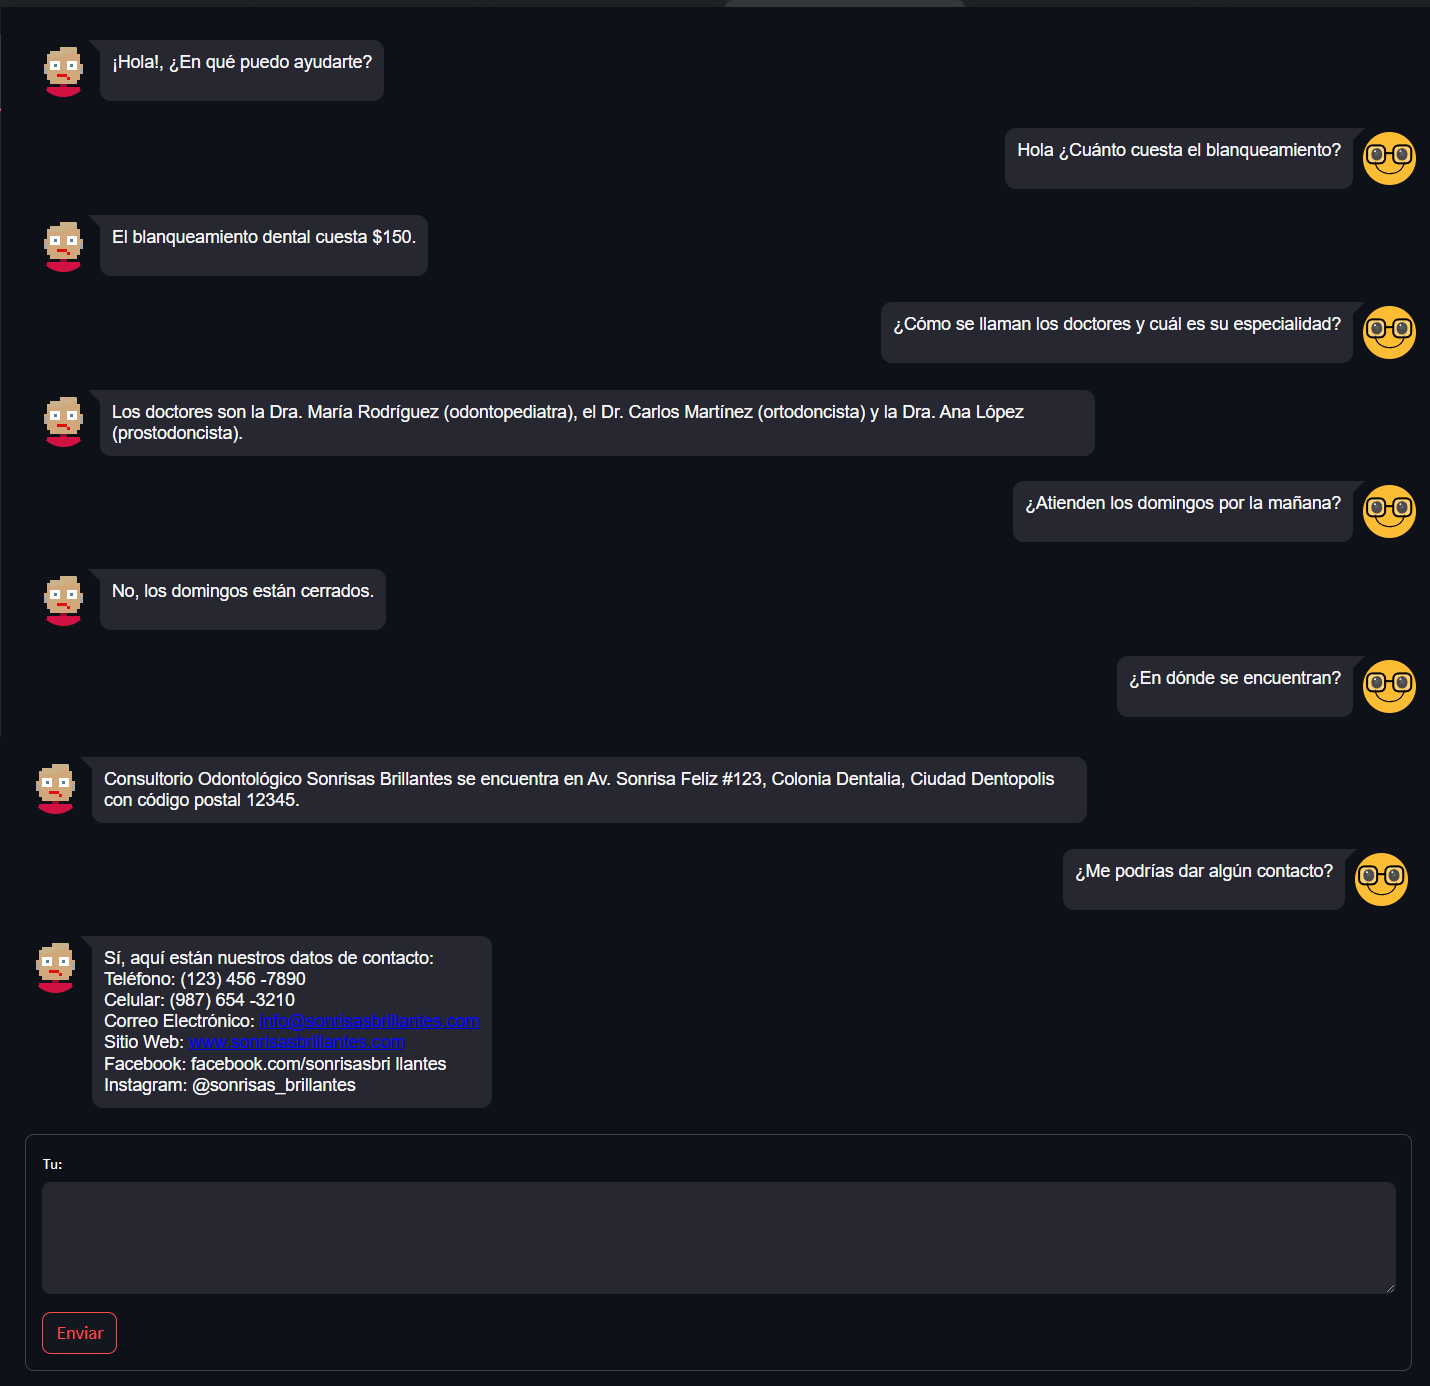 ¡Hola!, ¿En qué puedo ayudarte?
Hola ¿Cuánto cuesta el blanqueamiento?
El blanqueamiento dental cuesta $150.
¿Cómo se llaman los doctores y cuál es su especialidad?
Los doctores son la Dra. María Rodríguez (odontopediatra), el Dr. Carlos Martínez (ortodoncista) y la Dra. Ana López
(prostodoncista).
¿Atienden los domingos por la mañana?
No, los domingos están cerrados.
¿En dónde se encuentran?
Consultorio Odontológico Sonrisas Brillantes se encuentra en Av. Sonrisa Feliz #123, Colonia Dentalia, Ciudad Dentopolis
con código postal 12345.
¿Me podrías dar algún contacto?
Sí, aquí están nuestros datos de contacto:
Teléfono: (123) 456 -7890
Celular: (987) 654 -3210
Correo Electrónico: info@sonrisasbrillantes.com
Sitio Web: www.sonrisasbrillantes.com
Facebook: facebook.com/sonrisasbri llantes
Instagram: @sonrisas_brillantes
Tu:
Enviar